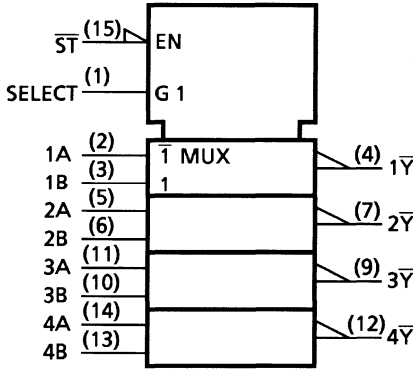 S̅T̅ (15) EN
SELECT (1) G 1
1A (2) 1̅ MUX (4) 1Y̅
1B (3) 1
2A (5) (7) 2Y̅
2B (6)
3A (11) (9) 3Y̅
3B (10)
4A (14) (12) 4Y̅
4B (13)